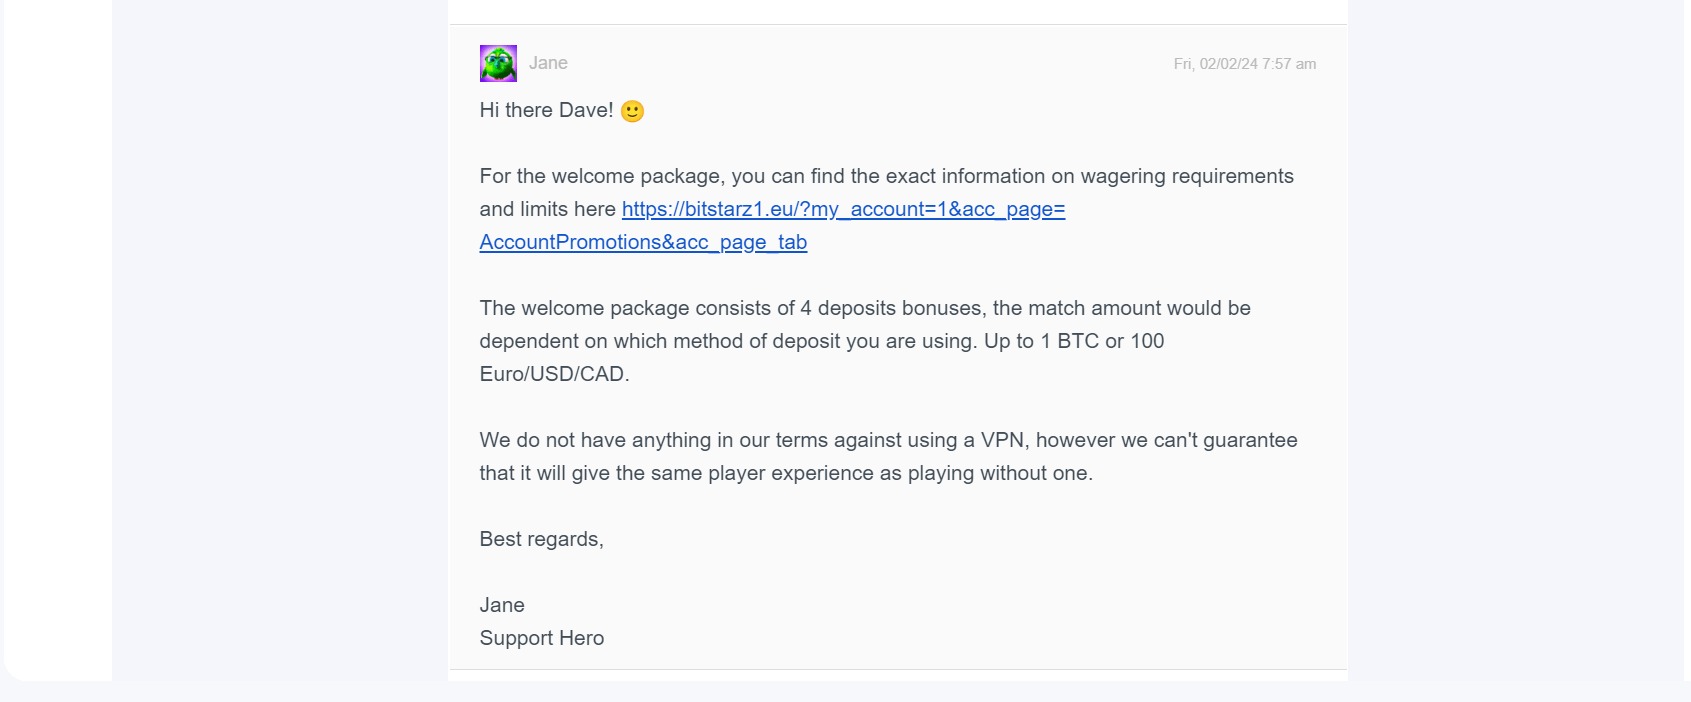 Jane
Fri, 02/02/24 7:57 am
Hi there Dave! 🙂
For the welcome package, you can find the exact information on wagering requirements
and limits here https://bitstarz1.eu/?my_account=1&acc_page=
AccountPromotions&acc_page_tab
The welcome package consists of 4 deposits bonuses, the match amount would be
dependent on which method of deposit you are using. Up to 1 BTC or 100
Euro/USD/CAD.
We do not have anything in our terms against using a VPN, however we can't guarantee
that it will give the same player experience as playing without one.
Best regards,
Jane
Support Hero